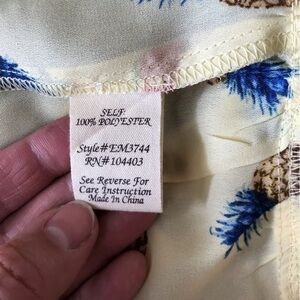 SELF
100% POLYESTER
Style#EM3744
RN#104403
See Reverse For
Care Instruction
Made In China